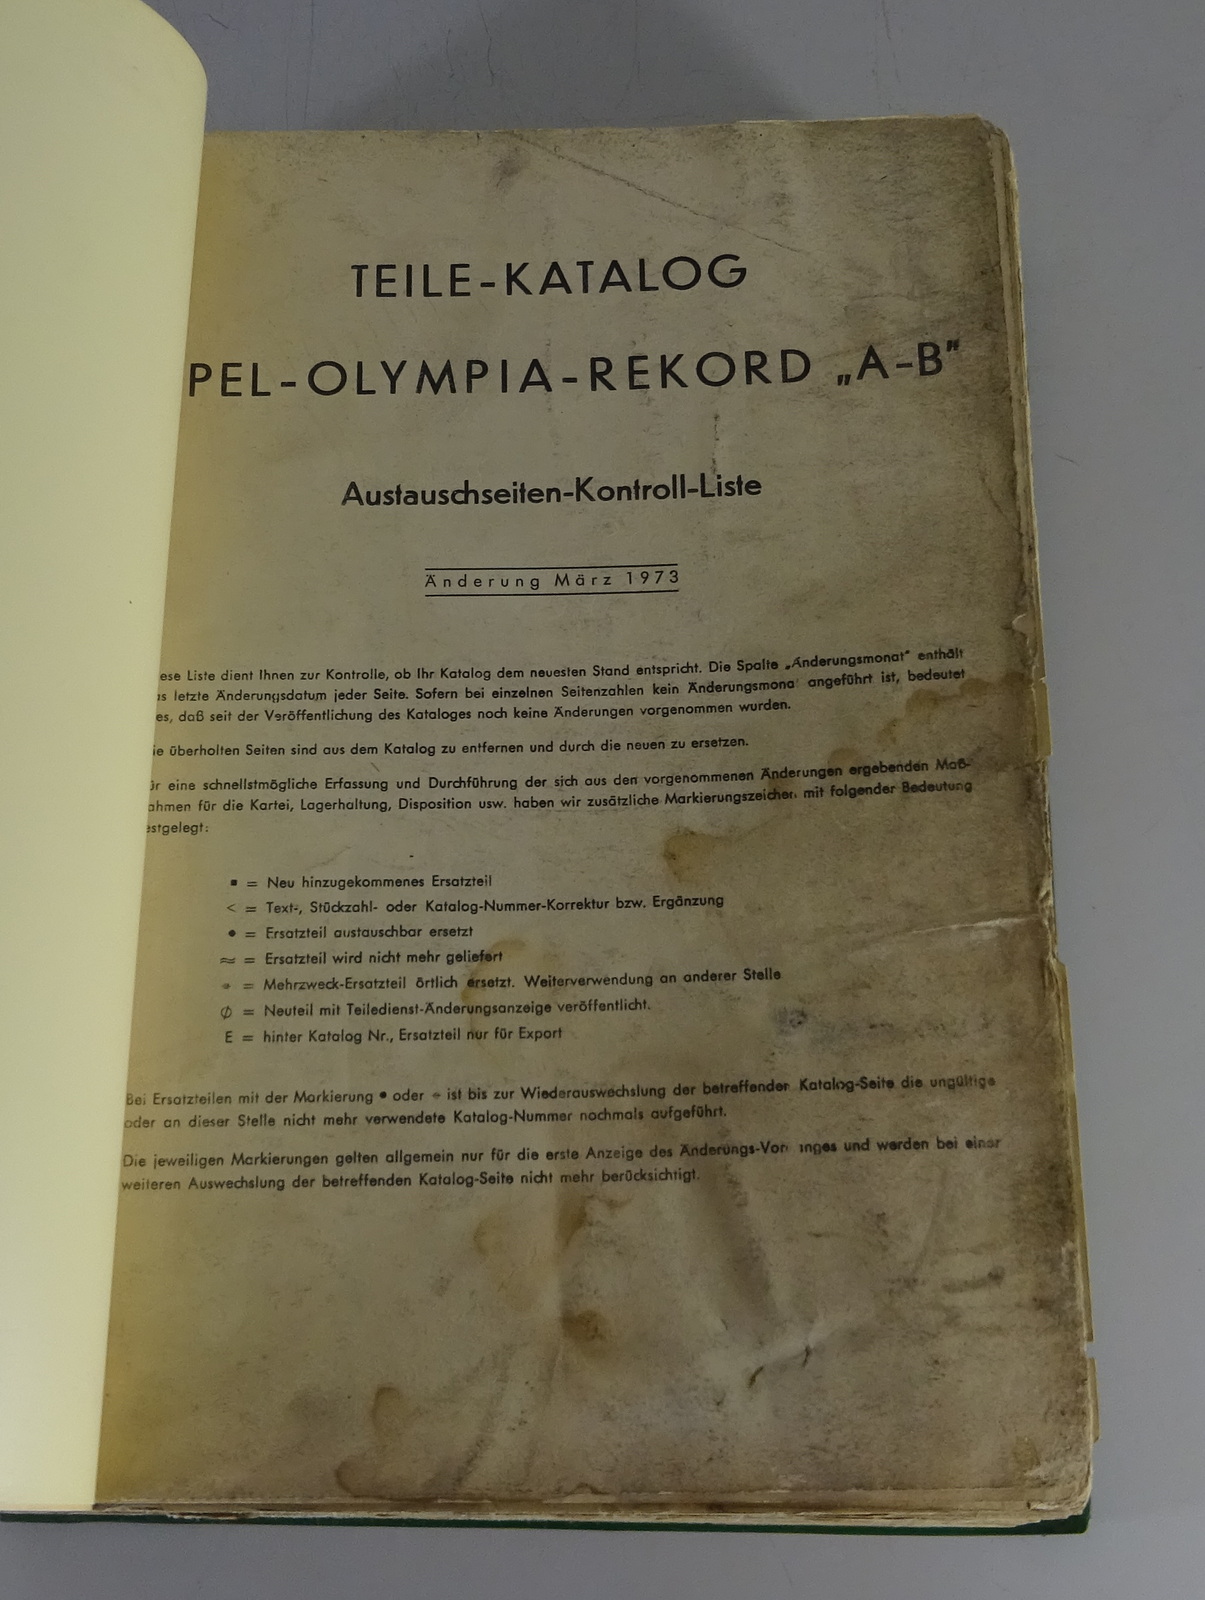 TEILE-KATALOG
PEL-OLYMPIA-REKORD „A-B"
Austauschseiten-Kontroll-Liste
Änderung März 1973
ese Liste dient Ihnen zur Kontrolle, ob Ihr Katalog dem neuesten Stand entspricht. Die Spalte „Änderungsmonat" enthält
as letzte Änderungsdatum jeder Seite. Sofern bei einzelnen Seitenzahlen kein Änderungsmona angeführt ist, bedeutet
es, daß seit der Veröffentlichung des Kataloges noch keine Änderungen vorgenommen wurden.
ie überholten Seiten sind aus dem Katalog zu entfernen und durch die neuen zu ersetzen.
ür eine schnellstmögliche Erfassung und Durchführung der sich aus den vorgenommenen Änderungen ergebenden Maß-
ahmen für die Kartei, Lagerhaltung, Disposition usw. haben wir zusätzliche Markierungszeichen mit folgender Bedeutung
estgelegt:
▪ = Neu hinzugekommenes Ersatzteil
< = Text-, Stückzahl- oder Katalog-Nummer-Korrektur bzw. Ergänzung
• = Ersatzteil austauschbar ersetzt
≈ = Ersatzteil wird nicht mehr geliefert
= Mehrzweck-Ersatzteil örtlich ersetzt. Weiterverwendung an anderer Stelle
∅ = Neuteil mit Teiledienst-Änderungsanzeige veröffentlicht.
E = hinter Katalog Nr., Ersatzteil nur für Export
Bei Ersatzteilen mit der Markierung • oder ist bis zur Wiederauswechslung der betreffenden Katalog-Seite die ungültige
oder an dieser Stelle nicht mehr verwendete Katalog-Nummer nochmals aufgeführt.
Die jeweiligen Markierungen gelten allgemein nur für die erste Anzeige des Änderungs-Vor anges und werden bei einer
weiteren Auswechslung der betreffenden Katalog-Seite nicht mehr berücksichtigt.